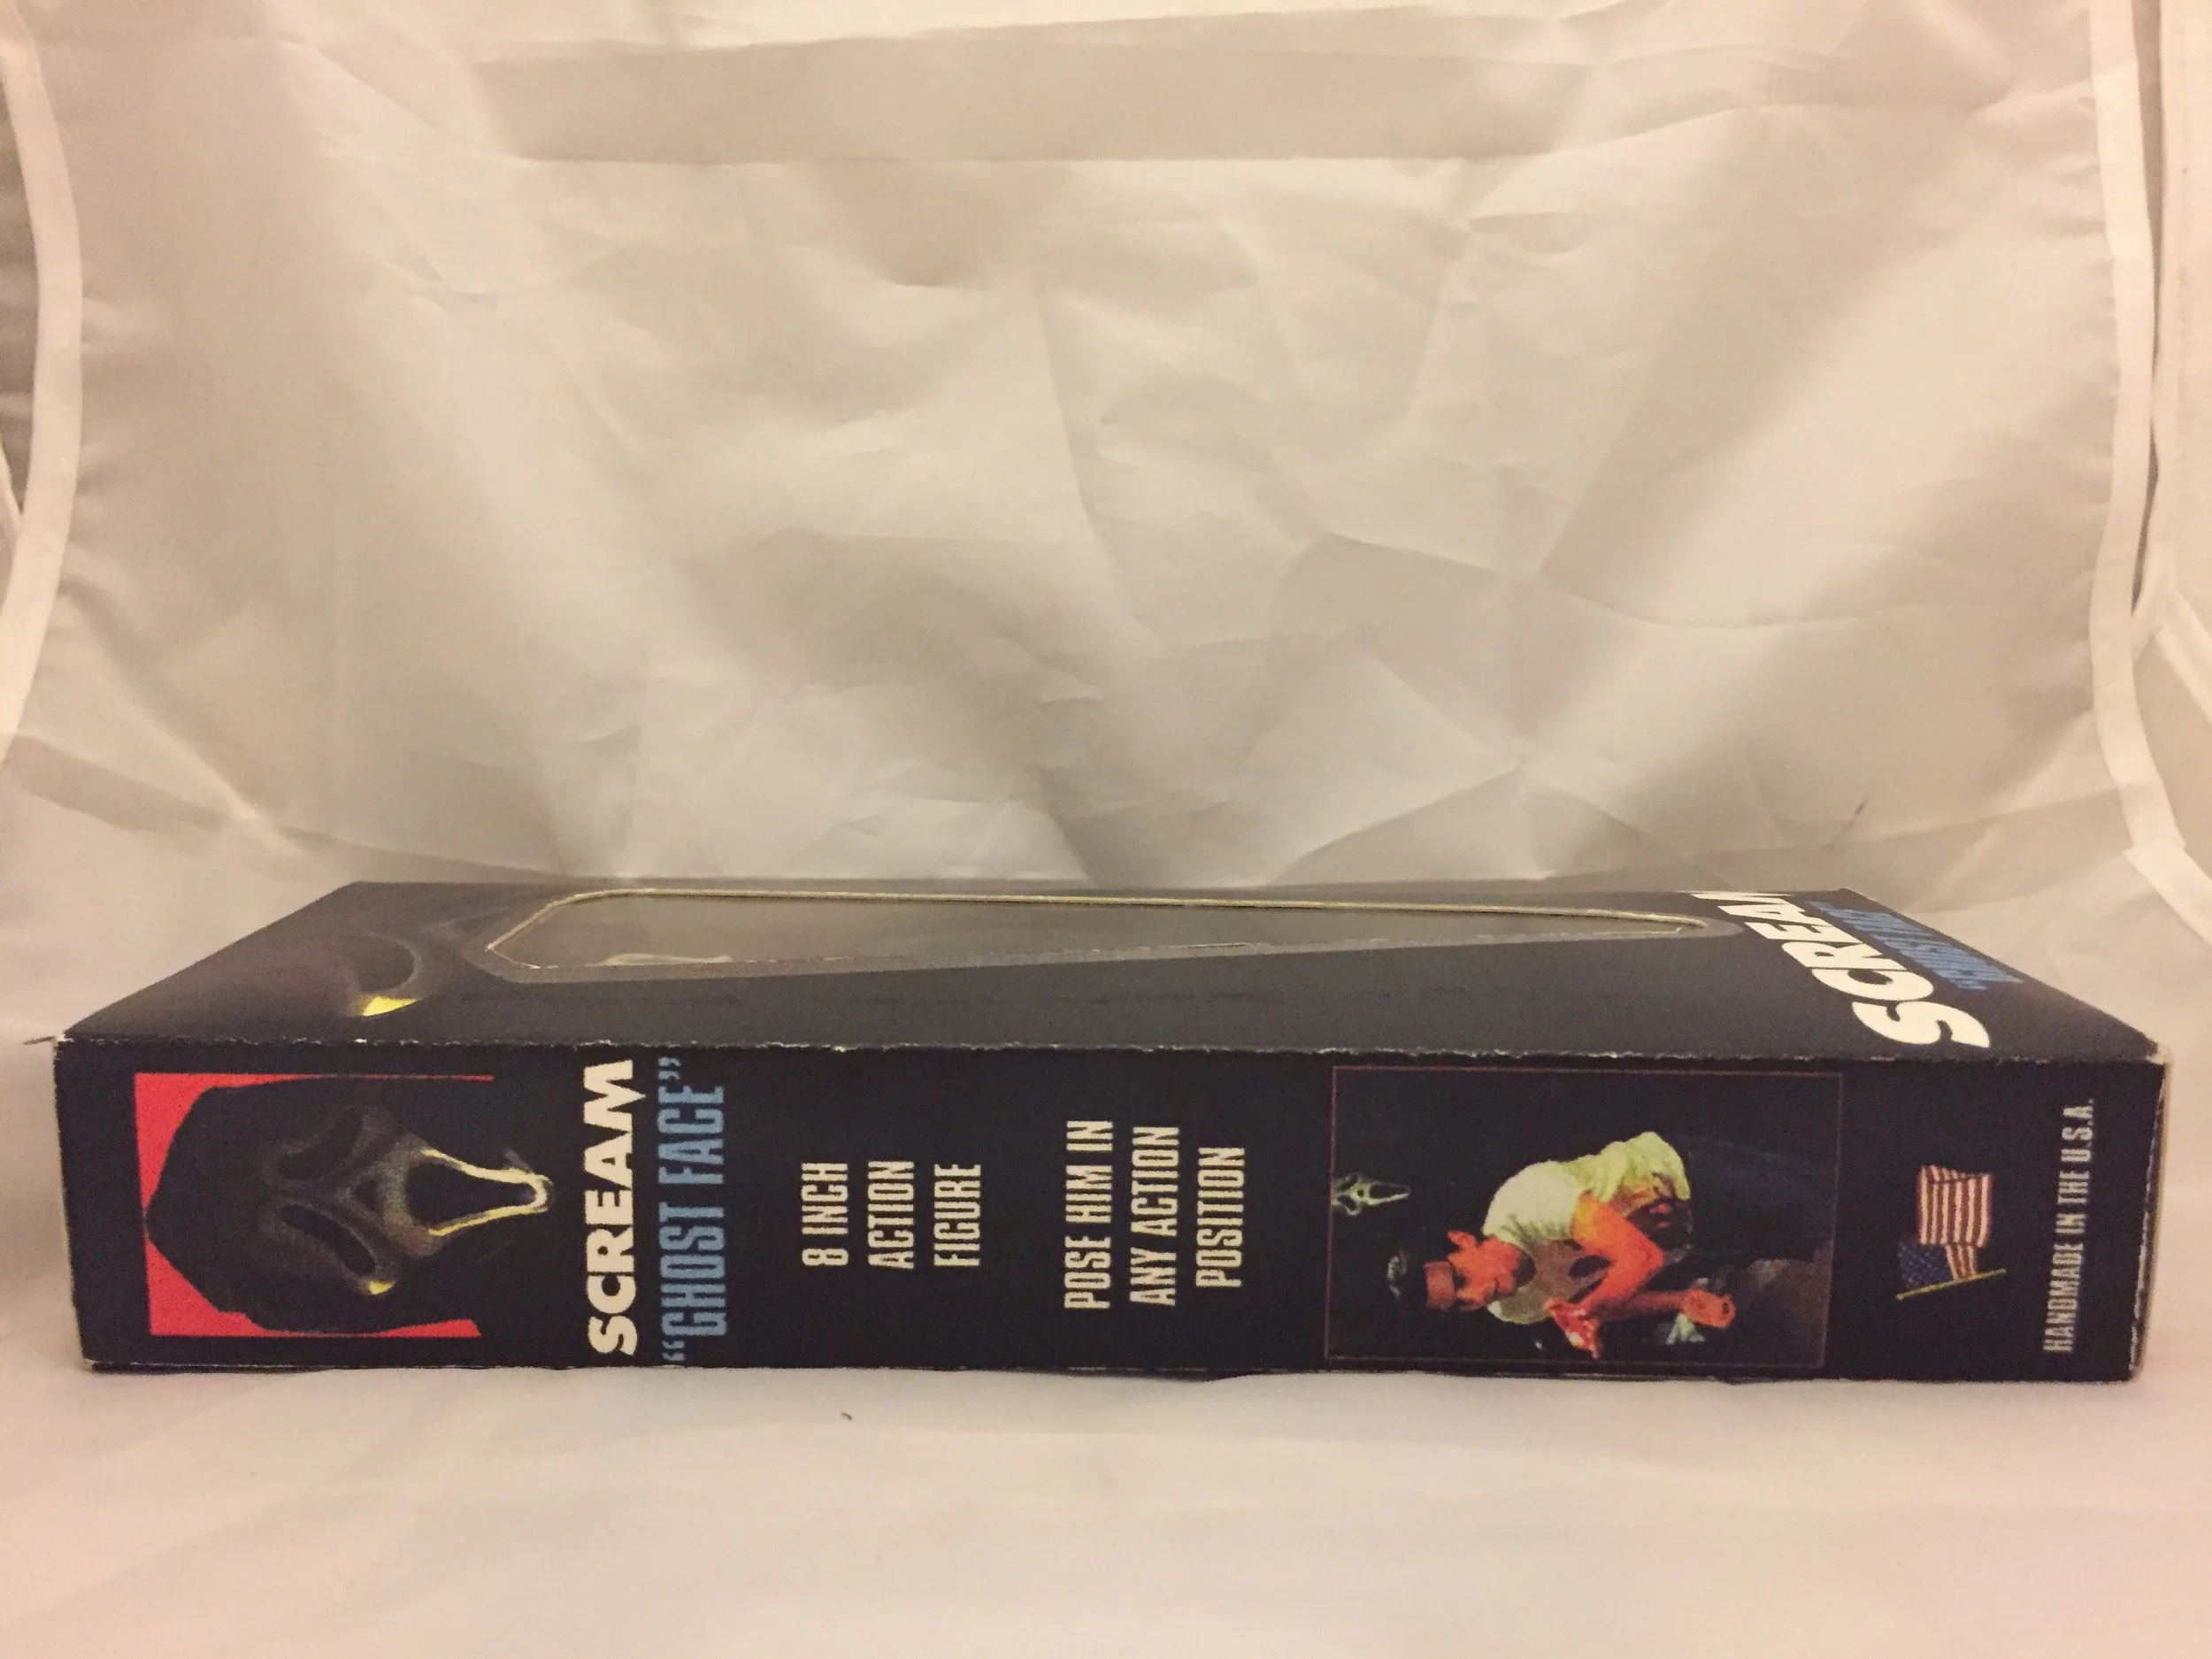 SCREAM
"GHOST FACE"
8 INCH
ACTION
FIGURE
POSE HIM IN
ANY ACTION
POSITION
HANDMADE IN THE U.S.A.
SCREAM